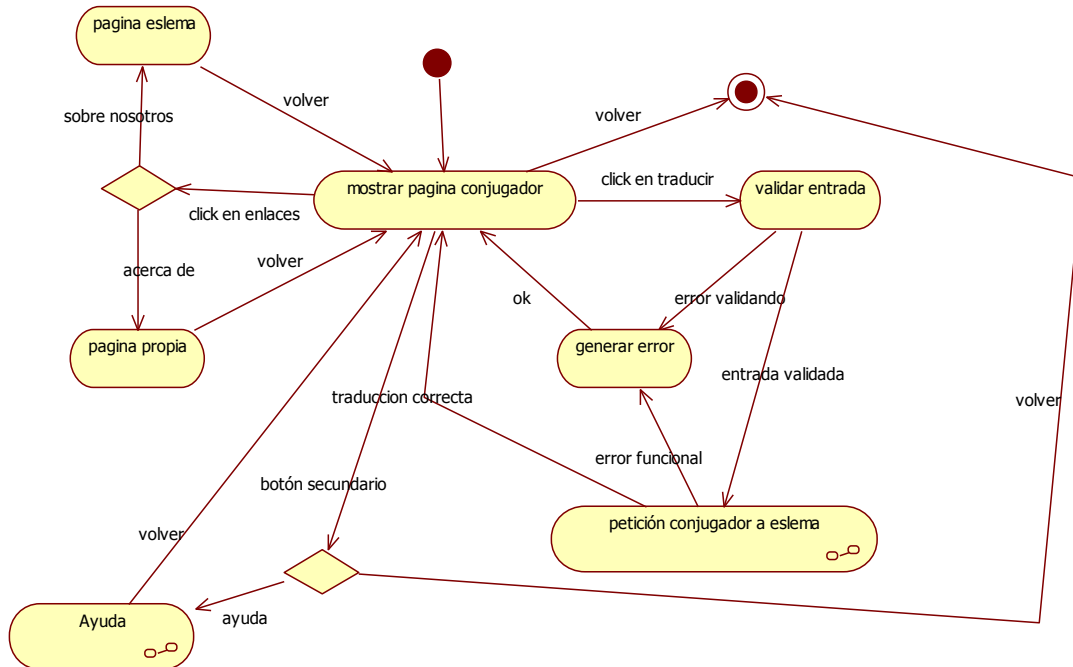 pagina eslema
volver
sobre nosotros
volver
mostrar pagina conjugador
click en traducir
validar entrada
click en enlaces
acerca de
volver
ok
error validando
pagina propia
generar error
entrada validada
traduccion correcta
volver
error funcional
botón secundario
petición conjugador a eslema
volver
ayuda
Ayuda